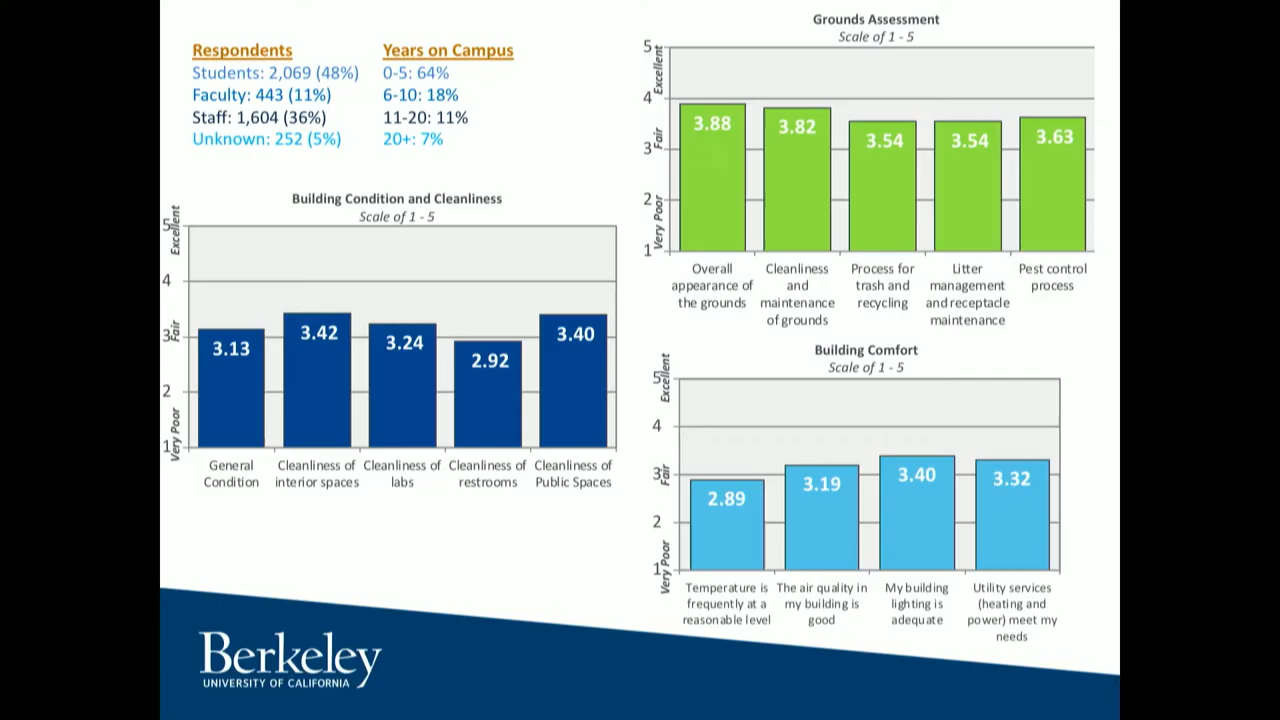 Respondents
Students: 2,069 (48%)
Faculty: 443 (11%)
Staff: 1,604 (36%)
Unknown: 252 (5%)
Years on Campus
0-5: 64%
6-10: 18%
11-20: 11%
20+: 7%
Grounds Assessment
Scale of 1 - 5
5
4
3
2
1
Excellent
Fair
Very Poor
3.88
3.82
3.54
3.54
3.63
Overall
appearance of
the grounds
Cleanliness
and
maintenance
of grounds
Process for
trash and
recycling
Litter
management
and receptacle
maintenance
Pest control
process
Building Condition and Cleanliness
Scale of 1 - 5
5
4
3
2
1
Excellent
Fair
Very Poor
3.13
3.42
3.24
2.92
3.40
General
Condition
Cleanliness of
interior spaces
Cleanliness of
labs
Cleanliness of
restrooms
Cleanliness of
Public Spaces
Building Comfort
Scale of 1 - 5
5
4
3
2
1
Excellent
Fair
Very Poor
2.89
3.19
3.40
3.32
Temperature is
frequently at a
reasonable level
The air quality in
my building is
good
My building
lighting is
adequate
Utility services
(heating and
power) meet my
needs
Berkeley
UNIVERSITY OF CALIFORNIA